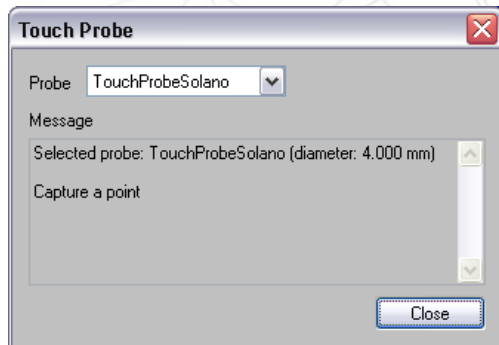 Touch Probe
Probe TouchProbeSolano
Message
Selected probe: TouchProbeSolano (diameter: 4.000 mm)
Capture a point
Close